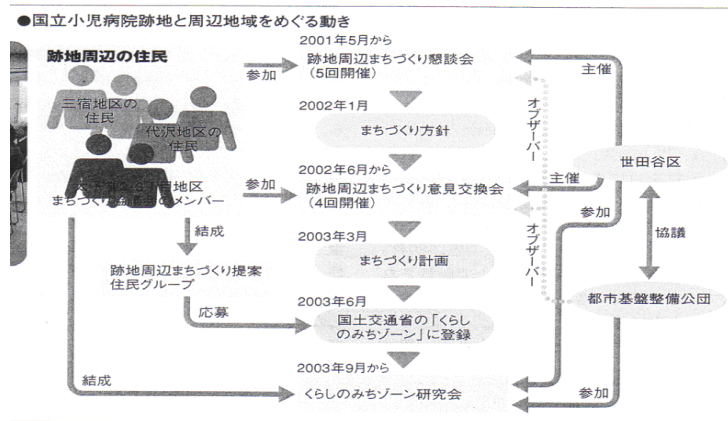 ●国立小児病院跡地と周辺地域をめぐる動き
跡地周辺の住民
三宿地区の
住民
代沢地区の
住民
地区
まちづくり
のメンバー
参加
2001年5月から
跡地周辺まちづくり懇談会
(5回開催)
主催
オブザーバー
2002年1月
まちづくり方針
2002年6月から
参加
跡地周辺まちづくり意見交換会
(4回開催)
主催
世田谷区
参加
協議
オブザーバー
都市基盤整備公団
結成
跡地周辺まちづくり提案
住民グループ
2003年3月
まちづくり計画
応募
2003年6月
国土交通省の「くらし
のみちゾーン」に登録
2003年9月から
結成
くらしのみちゾーン研究会
参加